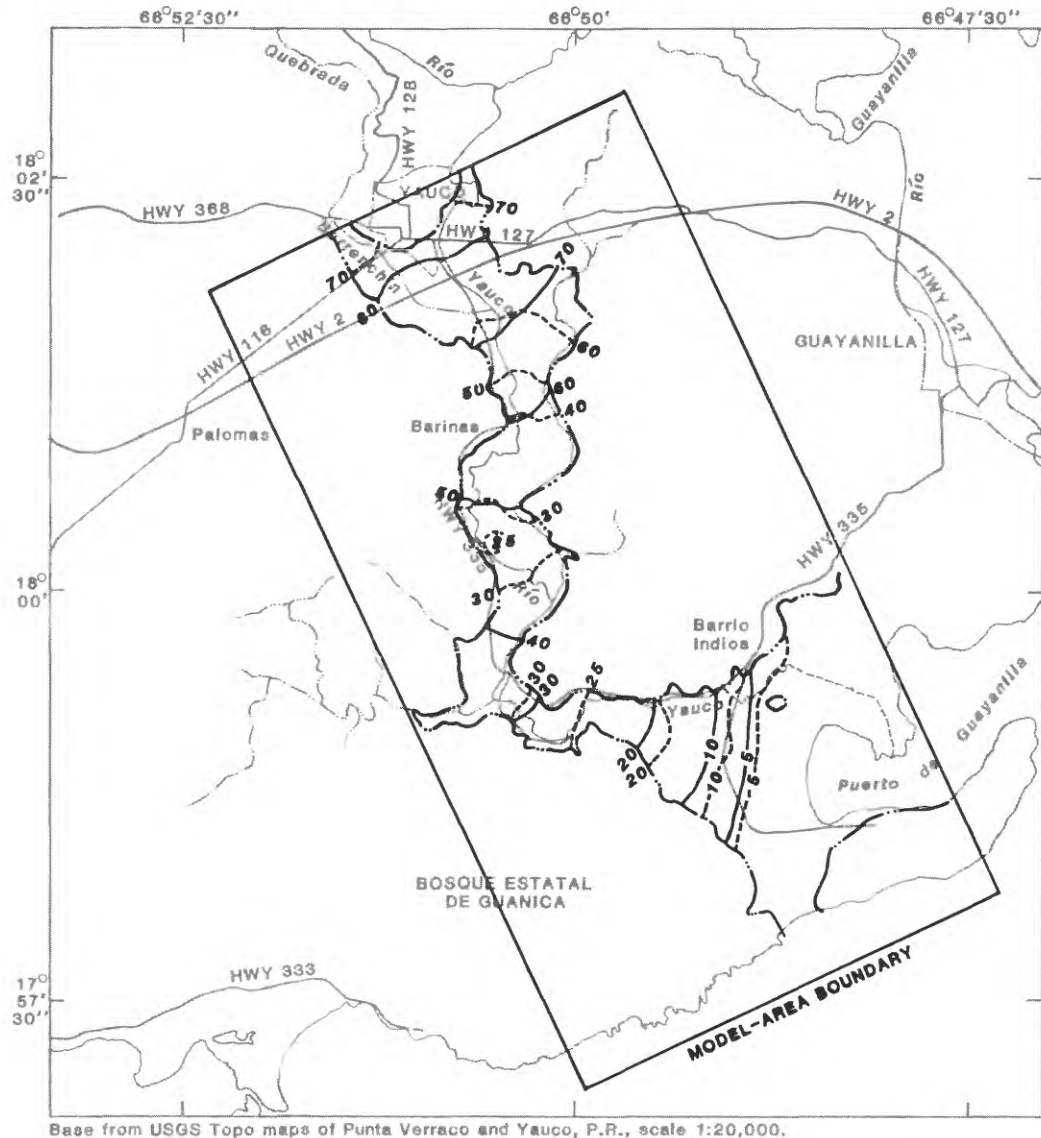 66°52'30"
66°50'
66°47'30"
Quebrada
Río
HWY 128
Guayanilla
Río
18°
02'
30"
YAUCO
70
HWY 368
HWY 127
HWY 2
70
60
Yauco
70
HWY 116
HWY 2
HWY 127
60
GUAYANILLA
50
60
40
Palomas
Barinas
50
30
HWY 335
25
HWY 335
18°
00'
30
Río
40
Barrio
Indios
30
30
25
Yauco
20
20
10
10
5
5
Puerto de Guayanilla
BOSQUE ESTATAL
DE GUANICA
17°
57'
30"
HWY 333
MODEL-AREA BOUNDARY
Base from USGS Topo maps of Punta Verraco and Yauco, P.R., scale 1:20,000.